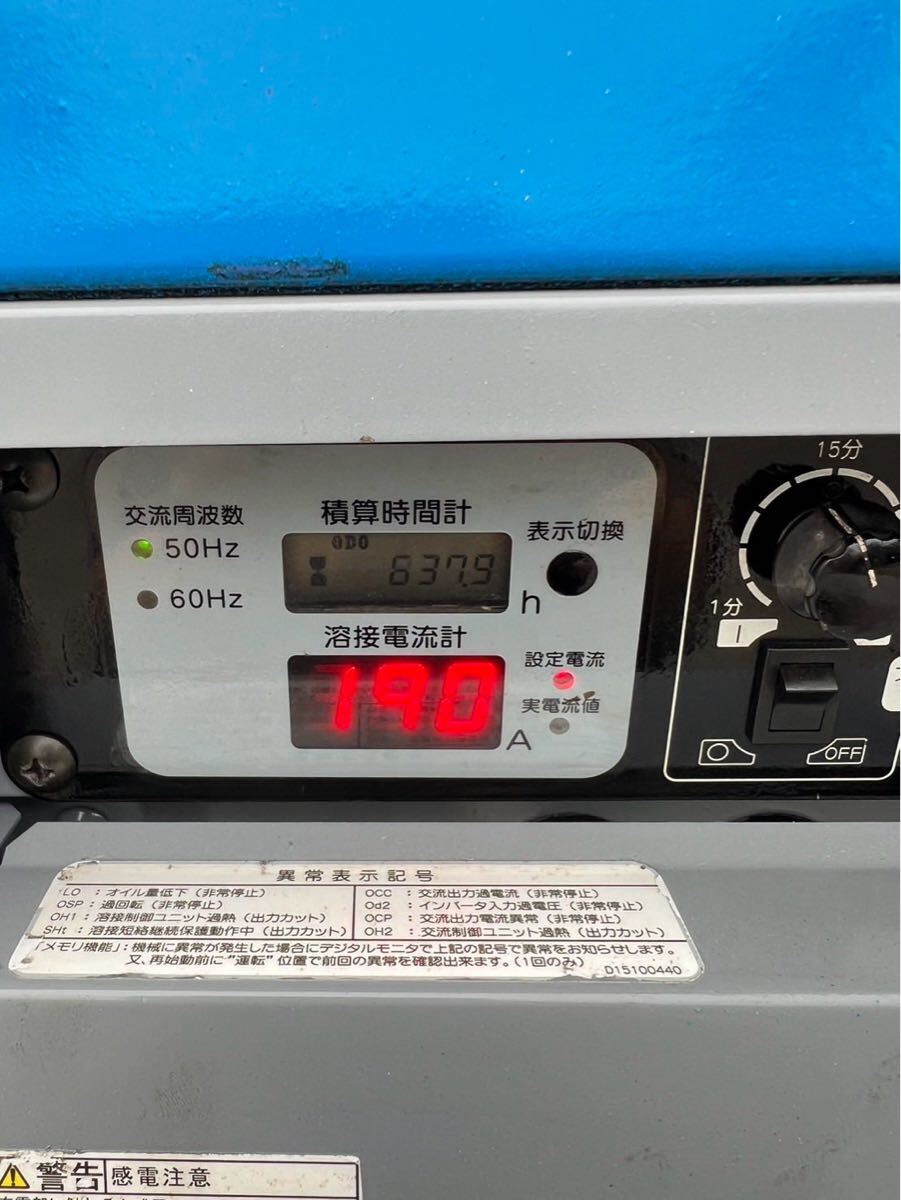 交流周波数
50Hz
60Hz
積算時間計
637.9
h
表示切換
溶接電流計
190
A
設定電流
実電流値
15分
1分
OFF
異常表示記号
LO : オイル量低下 (非常停止)
OSP : 過回転 (非常停止)
OH1 : 溶接制御ユニット過熱 (出力カット)
SHt : 溶接短絡継続保護動作中 (出力カット)
OCC : 交流出力過電流 (非常停止)
Od2 : インバータ入力過電圧 (非常停止)
OCP : 交流出力電流異常 (非常停止)
OH2 : 交流制御ユニット過熱 (出力カット)
「メモリ機能」: 機械に異常が発生した場合にデジタルモニタで上記の記号で異常をお知らせします。
又、再始動前に"運転"位置で前回の異常を確認出来ます。(1回のみ)
D15100440
警告 感電注意